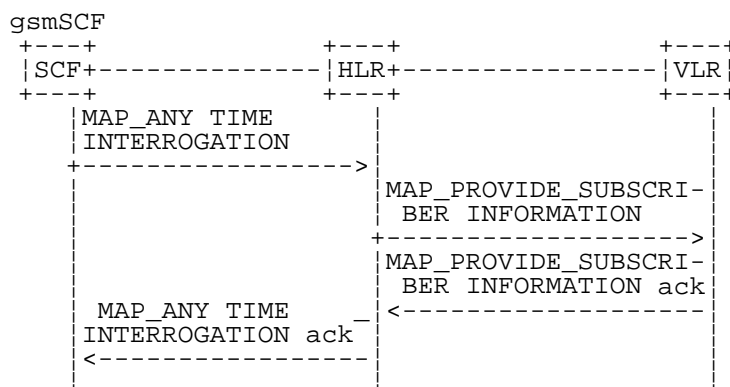 gsmSCF
SCF HLR VLR
MAP_ANY TIME
INTERROGATION
MAP_PROVIDE_SUBSCRI-
BER INFORMATION
MAP_PROVIDE_SUBSCRI-
BER INFORMATION ack
MAP_ANY TIME _
INTERROGATION ack